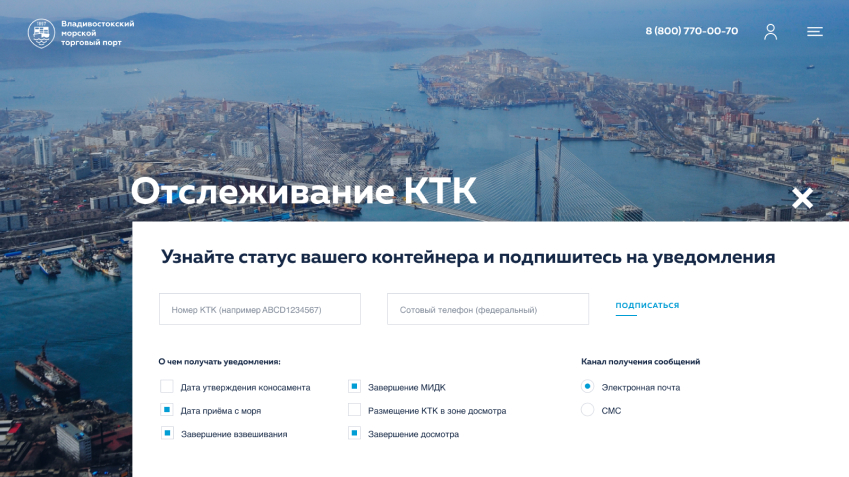 1897
Владивостокский
морской
торговый порт
8 (800) 770-00-70
Отслеживание КТК
Узнайте статус вашего контейнера и подпишитесь на уведомления
Номер КТК (например ABCD1234567)
Сотовый телефон (федеральный)
ПОДПИСАТЬСЯ
О чем получать уведомления:
Канал получения сообщений
Дата утверждения коносамента
Завершение МИДК
Электронная почта
Дата приёма с моря
Размещение КТК в зоне досмотра
СМС
Завершение взвешивания
Завершение досмотра